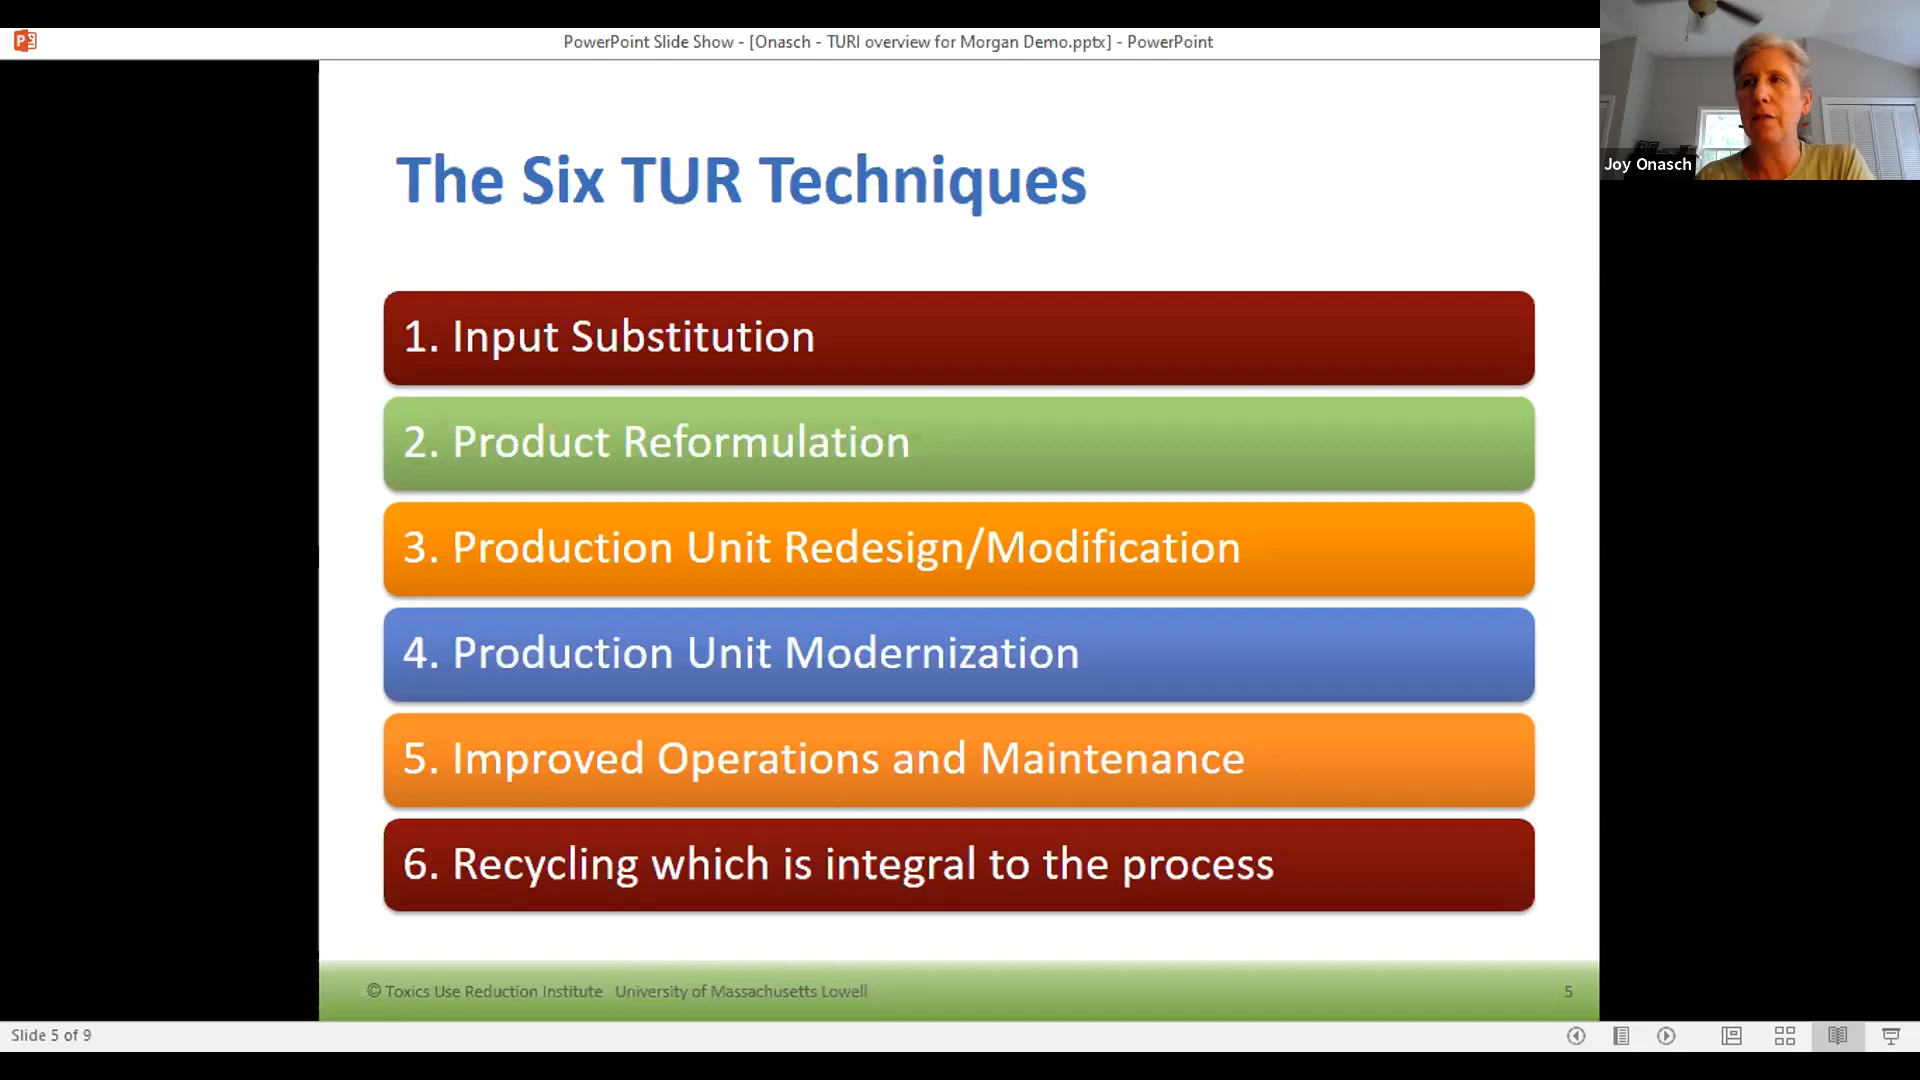 PowerPoint Slide Show - [Onasch - TURI overview for Morgan Demo.pptx] - PowerPoint
Joy Onasch
The Six TUR Techniques
1. Input Substitution
2. Product Reformulation
3. Production Unit Redesign/Modification
4. Production Unit Modernization
5. Improved Operations and Maintenance
6. Recycling which is integral to the process
© Toxics Use Reduction Institute University of Massachusetts Lowell
5
Slide 5 of 9